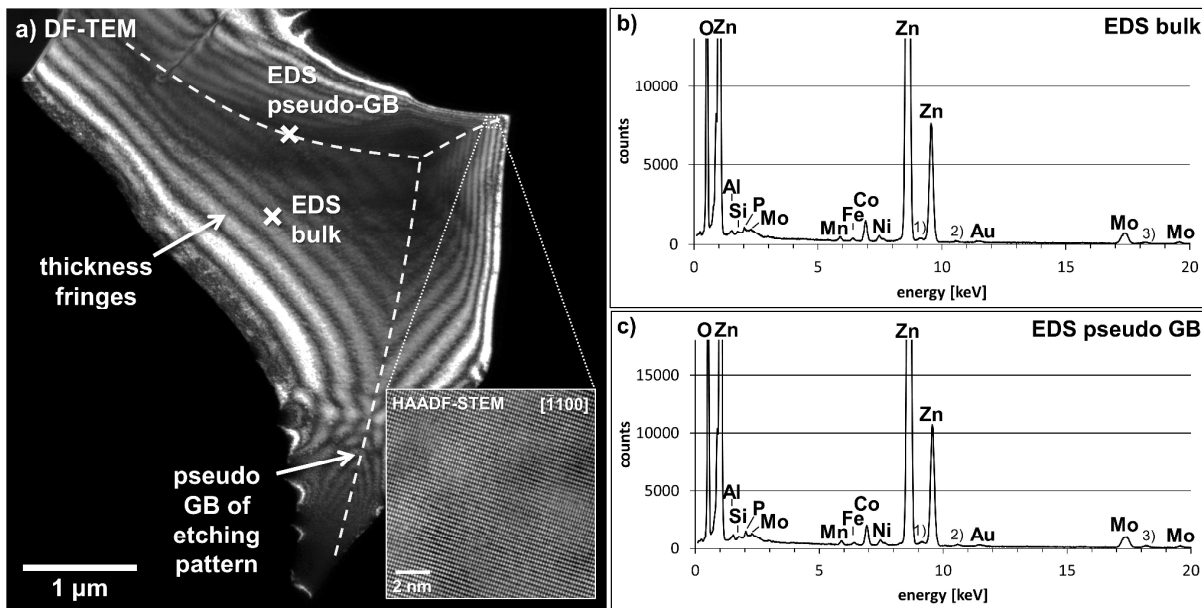 a) DF-TEM
EDS
pseudo-GB
EDS
bulk
thickness
fringes
pseudo
GB of
etching
pattern
1 µm
HAADF-STEM [1100]
2 nm
b) EDS bulk
O Zn Zn
Zn
Al
Si P Mo
Mn Fe Co Ni 1) 2) Au Mo 3) Mo
counts
10000
5000
0
0 5 10 15 20
energy [keV]
c) EDS pseudo GB
O Zn Zn
Zn
Al
Si P Mo
Mn Fe Co Ni 1) 2) Au Mo 3) Mo
counts
15000
10000
5000
0
0 5 10 15 20
energy [keV]